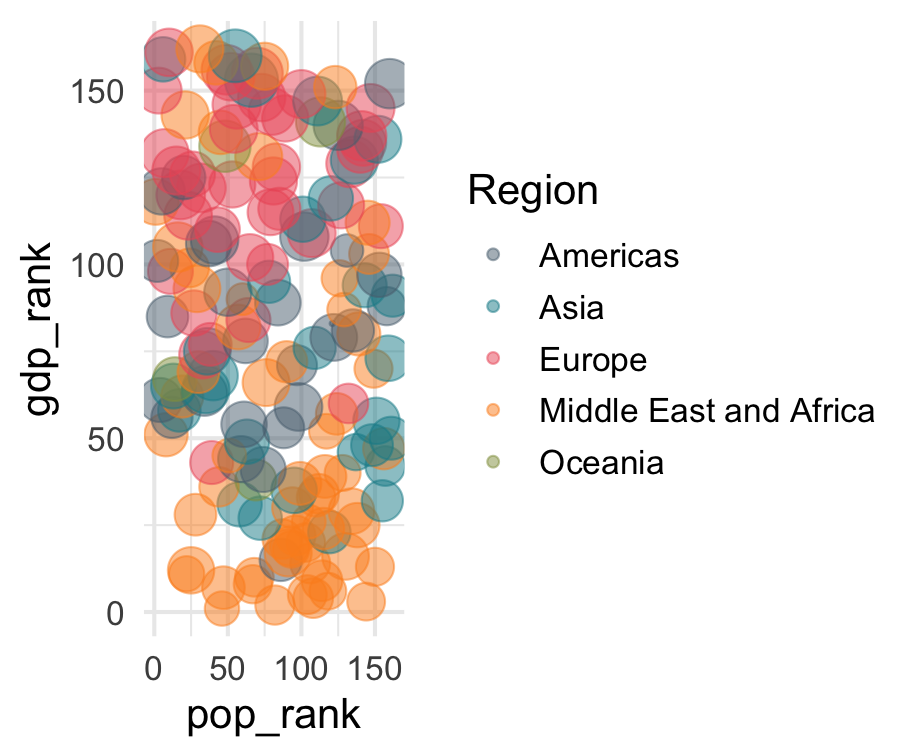 150
100
50
0
0 50 100 150
pop_rank
gdp_rank
Region
Americas
Asia
Europe
Middle East and Africa
Oceania